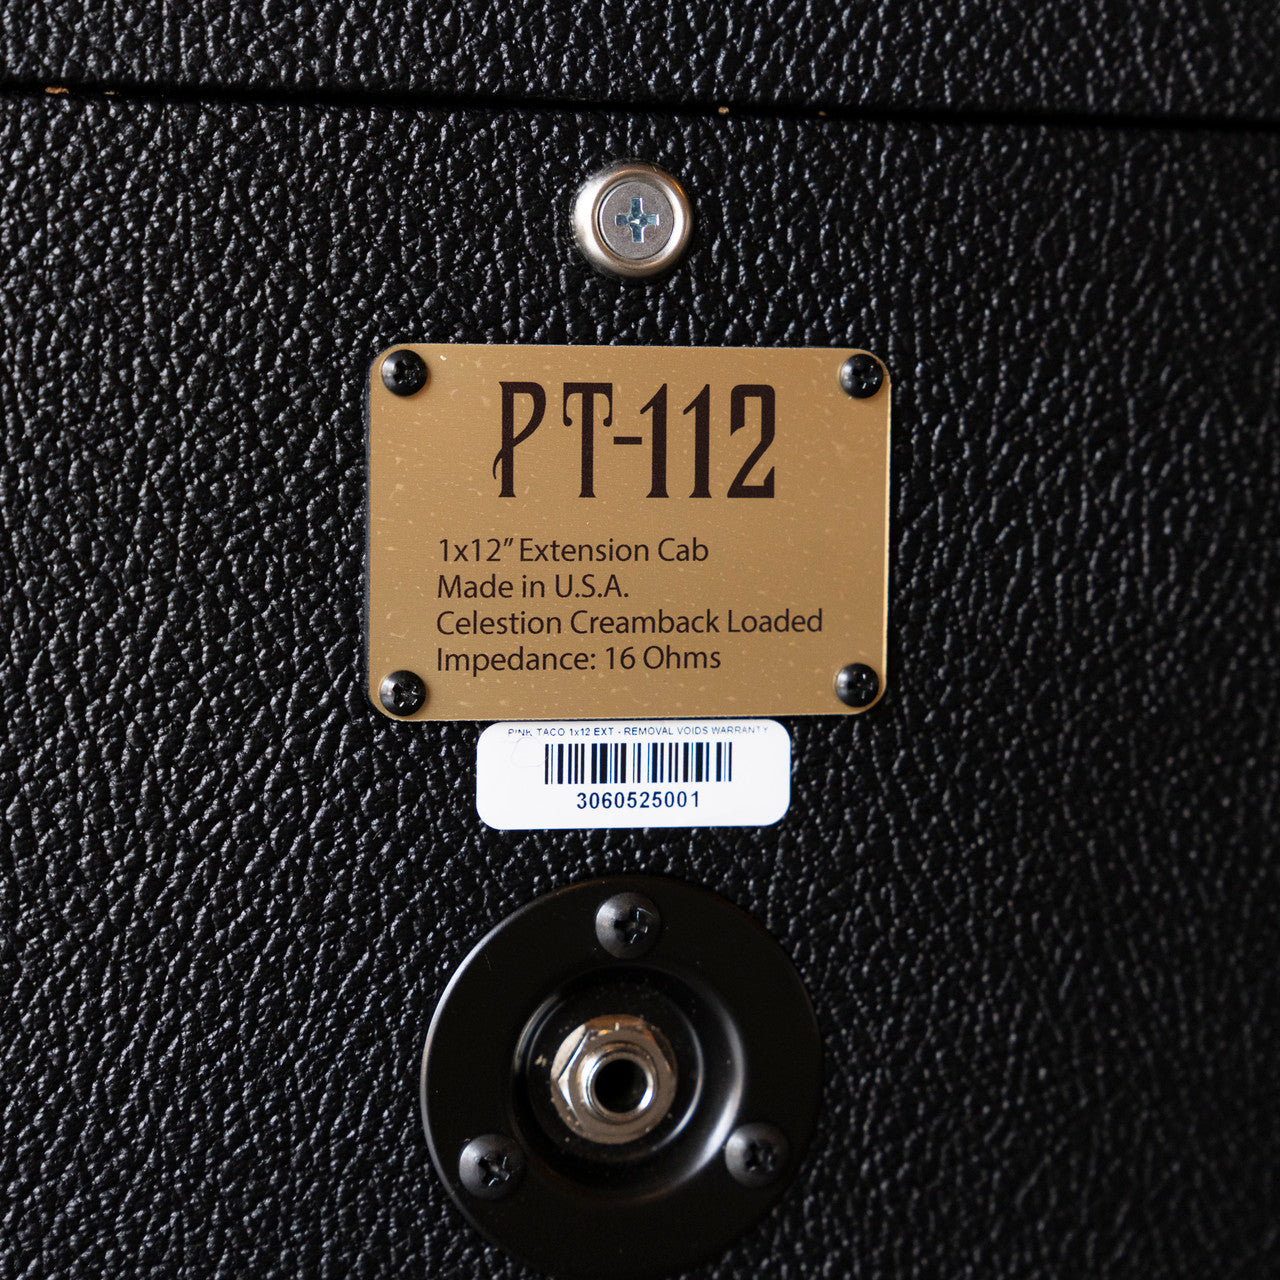 PT-112
1x12” Extension Cab
Made in U.S.A.
Celestion Creamback Loaded
Impedance: 16 Ohms
PINK TACO 1x12 EXT - REMOVAL VOIDS WARRANTY
3060525001